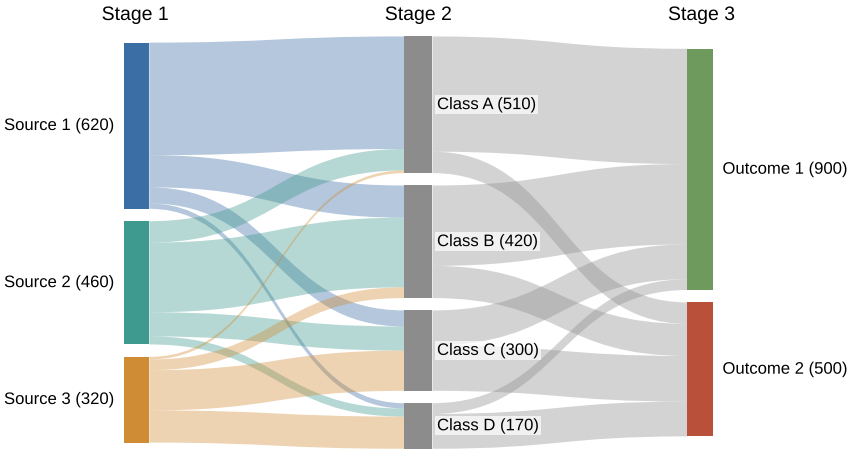 Stage 1
Stage 2
Stage 3
Source 1 (620)
Source 2 (460)
Source 3 (320)
Class A (510)
Class B (420)
Class C (300)
Class D (170)
Outcome 1 (900)
Outcome 2 (500)